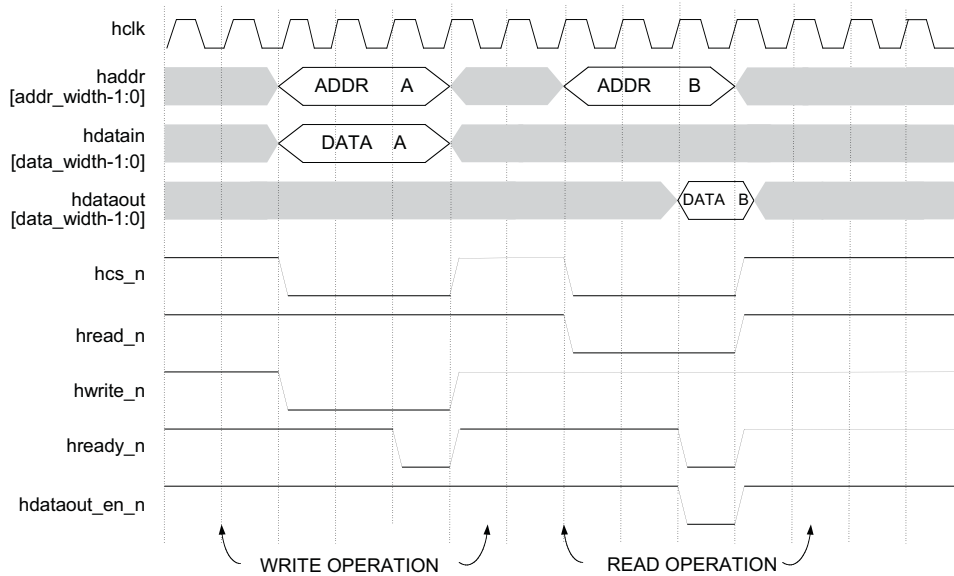 hclk
haddr
[addr_width-1:0]
ADDR A
ADDR B
hdatain
[data_width-1:0]
DATA A
hdataout
[data_width-1:0]
DATA B
hcs_n
hread_n
hwrite_n
hready_n
hdataout_en_n
WRITE OPERATION
READ OPERATION